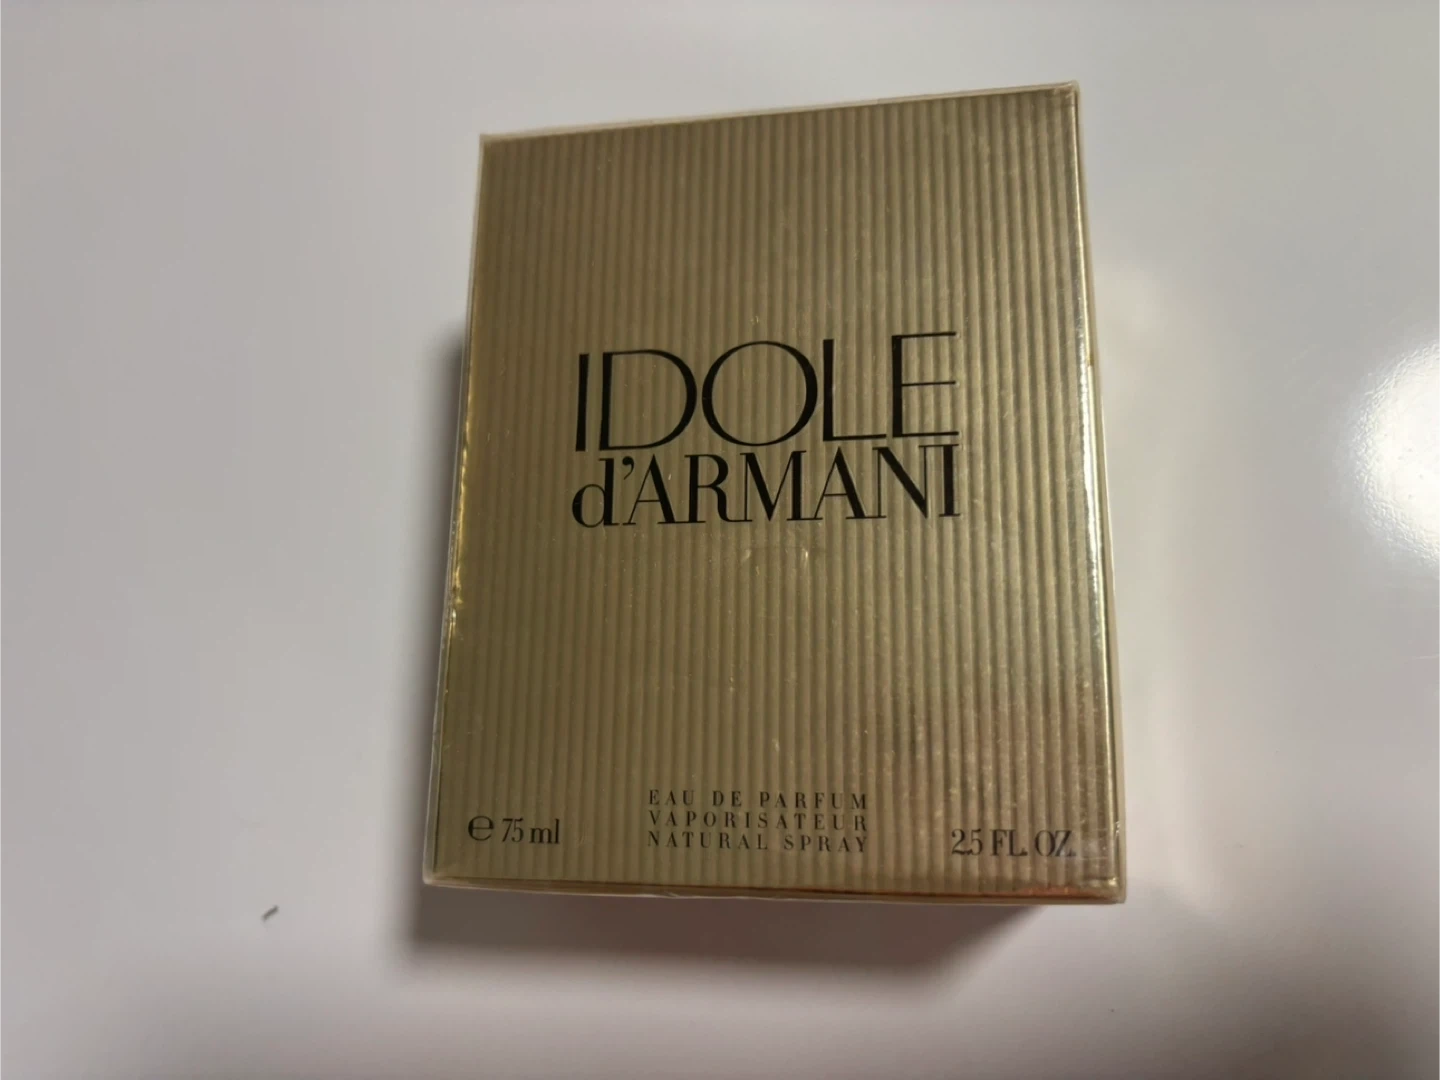 IDOLE
d'ARMANI
EAU DE PARFUM
VAPORISATEUR
NATURAL SPRAY
℮ 75 ml
2.5 FL. OZ.